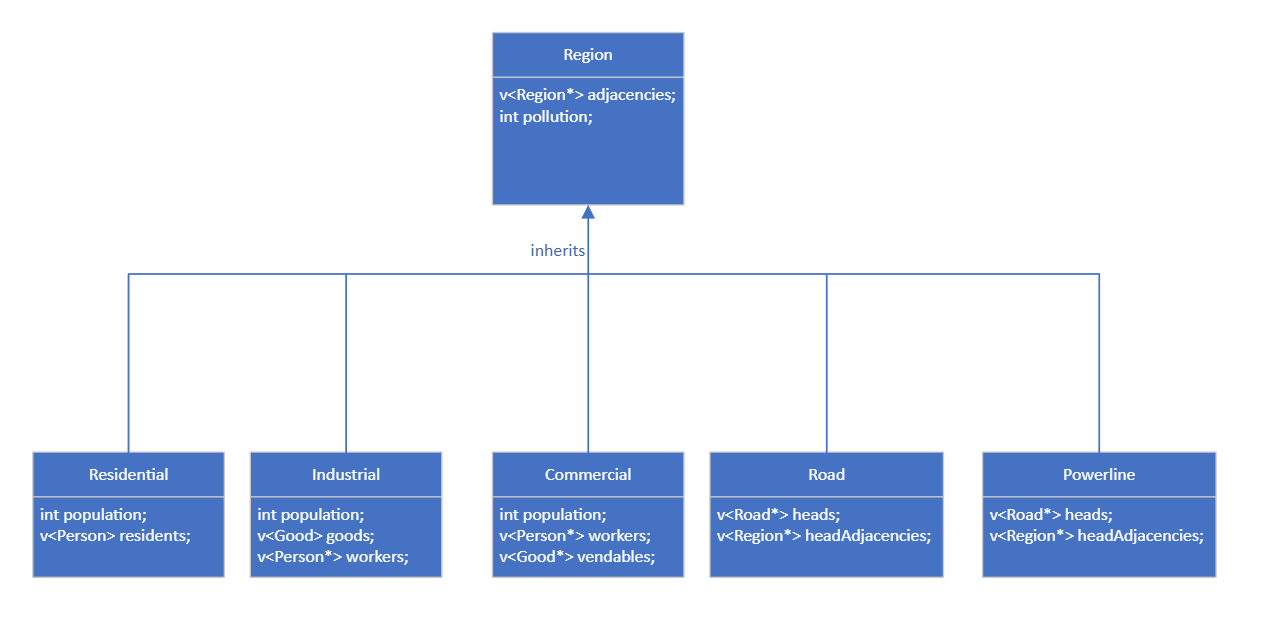 Region
v<Region*> adjacencies;
int pollution;
inherits
Residential
int population;
v<Person> residents;
Industrial
int population;
v<Good> goods;
v<Person*> workers;
Commercial
int population;
v<Person*> workers;
v<Good*> vendables;
Road
v<Road*> heads;
v<Region*> headAdjacencies;
Powerline
v<Road*> heads;
v<Region*> headAdjacencies;